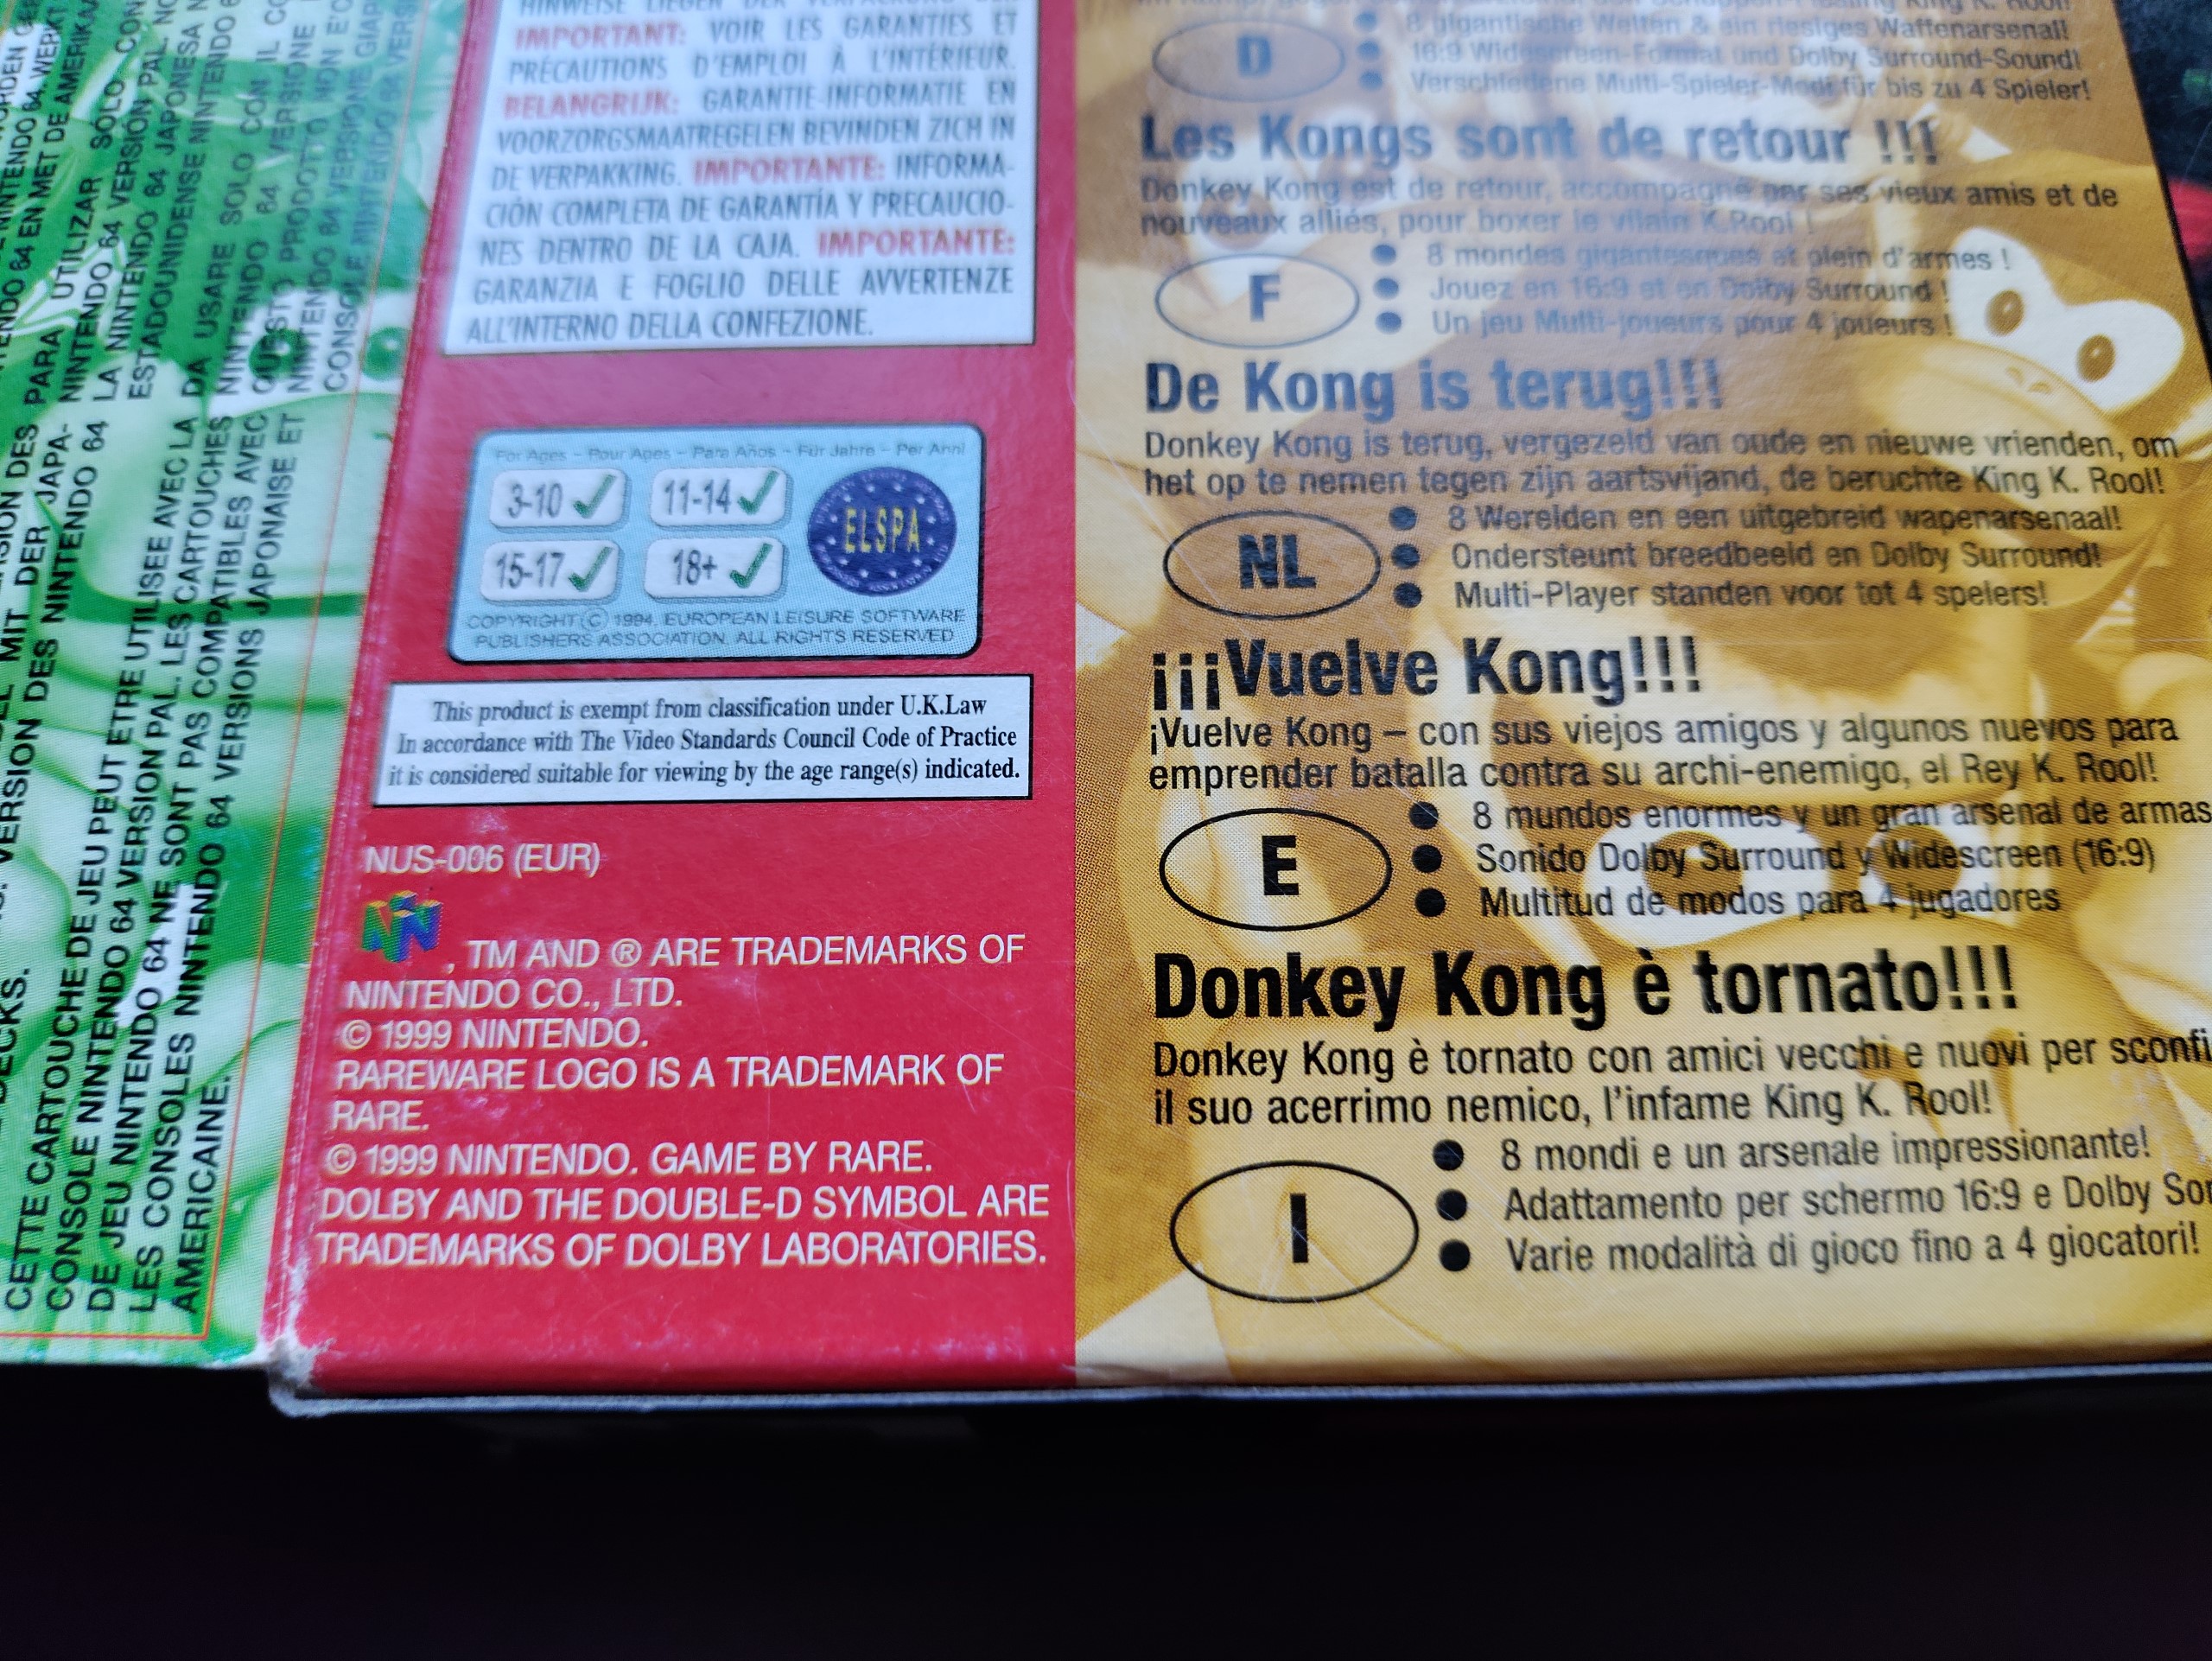 IMPORTANT: VOIR LES GARANTIES ET
PRÉCAUTIONS D'EMPLOI À L'INTÉRIEUR.
BELANGRIJK: GARANTIE-INFORMATIE EN
VOORZORGSMAATREGELEN BEVINDEN ZICH IN
DE VERPAKKING. IMPORTANTE: INFORMA-
CIÓN COMPLETA DE GARANTÍA Y PRECAUCIO-
NES DENTRO DE LA CAJA. IMPORTANTE:
GARANZIA E FOGLIO DELLE AVVERTENZE
ALL'INTERNO DELLA CONFEZIONE.
For Ages – Pour Ages – Para Años – Für Jahre – Per Anni
3-10 11-14
15-17 18+
ELSPA
COPYRIGHT © 1994. EUROPEAN LEISURE SOFTWARE
PUBLISHERS ASSOCIATION. ALL RIGHTS RESERVED
This product is exempt from classification under U.K.Law
In accordance with The Video Standards Council Code of Practice
it is considered suitable for viewing by the age range(s) indicated.
NUS-006 (EUR)
, TM AND ® ARE TRADEMARKS OF
NINTENDO CO., LTD.
© 1999 NINTENDO.
RAREWARE LOGO IS A TRADEMARK OF
RARE.
© 1999 NINTENDO. GAME BY RARE.
DOLBY AND THE DOUBLE-D SYMBOL ARE
TRADEMARKS OF DOLBY LABORATORIES.
D
8 gigantische Welten & ein riesiges Waffenarsenal!
16:9 Widescreen-Format und Dolby Surround-Sound!
Verschiedene Multi-Spieler-Modi für bis zu 4 Spieler!
Les Kongs sont de retour !!!
Donkey Kong est de retour, accompagné par ses vieux amis et de
nouveaux alliés, pour boxer le vilain K.Rool !
F
8 mondes gigantesques et plein d'armes !
Jouez en 16:9 et en Dolby Surround !
Un jeu Multi-joueurs pour 4 joueurs !
De Kong is terug!!!
Donkey Kong is terug, vergezeld van oude en nieuwe vrienden, om
het op te nemen tegen zijn aartsvijand, de beruchte King K. Rool!
NL
8 Werelden en een uitgebreid wapenarsenaal!
Ondersteunt breedbeeld en Dolby Surround!
Multi-Player standen voor tot 4 spelers!
¡¡¡Vuelve Kong!!!
¡Vuelve Kong – con sus viejos amigos y algunos nuevos para
emprender batalla contra su archi-enemigo, el Rey K. Rool!
E
8 mundos enormes y un gran arsenal de armas
Sonido Dolby Surround y Widescreen (16:9)
Multitud de modos para 4 jugadores
Donkey Kong è tornato!!!
Donkey Kong è tornato con amici vecchi e nuovi per
il suo acerrimo nemico, l'infame King K. Rool!
I
8 mondi e un arsenale impressionante!
Adattamento per schermo 16:9 e Dolby
Varie modalità di gioco fino a 4 giocatori!
CETTE CARTOUCHE DE JEU PEUT ETRE UTILISEE AVEC LA
CONSOLE NINTENDO 64 VERSION PAL. LES CARTOUCHES
DE JEU NINTENDO 64 NE SONT PAS COMPATIBLES AVEC
LES CONSOLES NINTENDO 64 VERSIONS JAPONAISE ET
AMERICAINE.